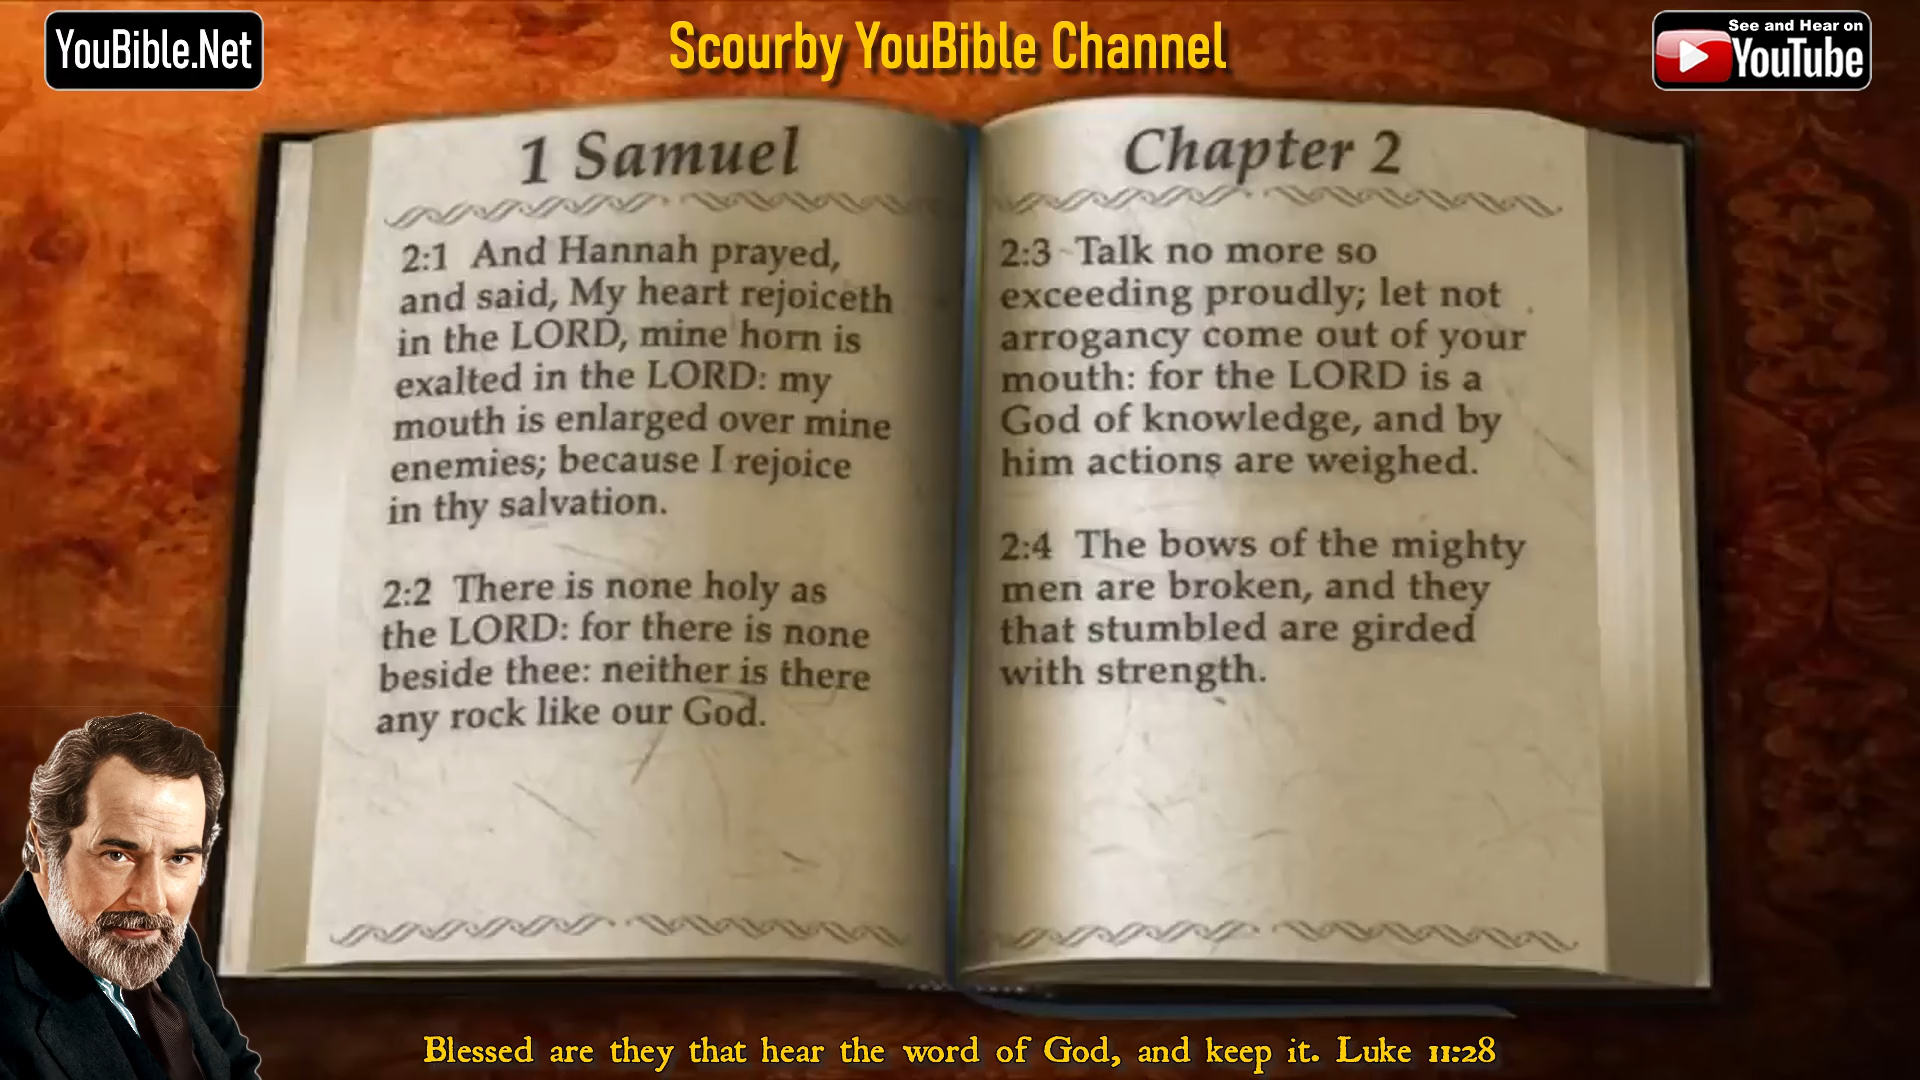 YouBible.Net
Scourby YouBible Channel
See and Hear on
YouTube
1 Samuel
2:1 And Hannah prayed,
and said, My heart rejoiceth
in the LORD, mine horn is
exalted in the LORD: my
mouth is enlarged over mine
enemies; because I rejoice
in thy salvation.
2:2 There is none holy as
the LORD: for there is none
beside thee: neither is there
any rock like our God.
Chapter 2
2:3 Talk no more so
exceeding proudly; let not
arrogancy come out of your
mouth: for the LORD is a
God of knowledge, and by
him actions are weighed.
2:4 The bows of the mighty
men are broken, and they
that stumbled are girded
with strength.
Blessed are they that hear the word of God, and keep it. Luke 11:28